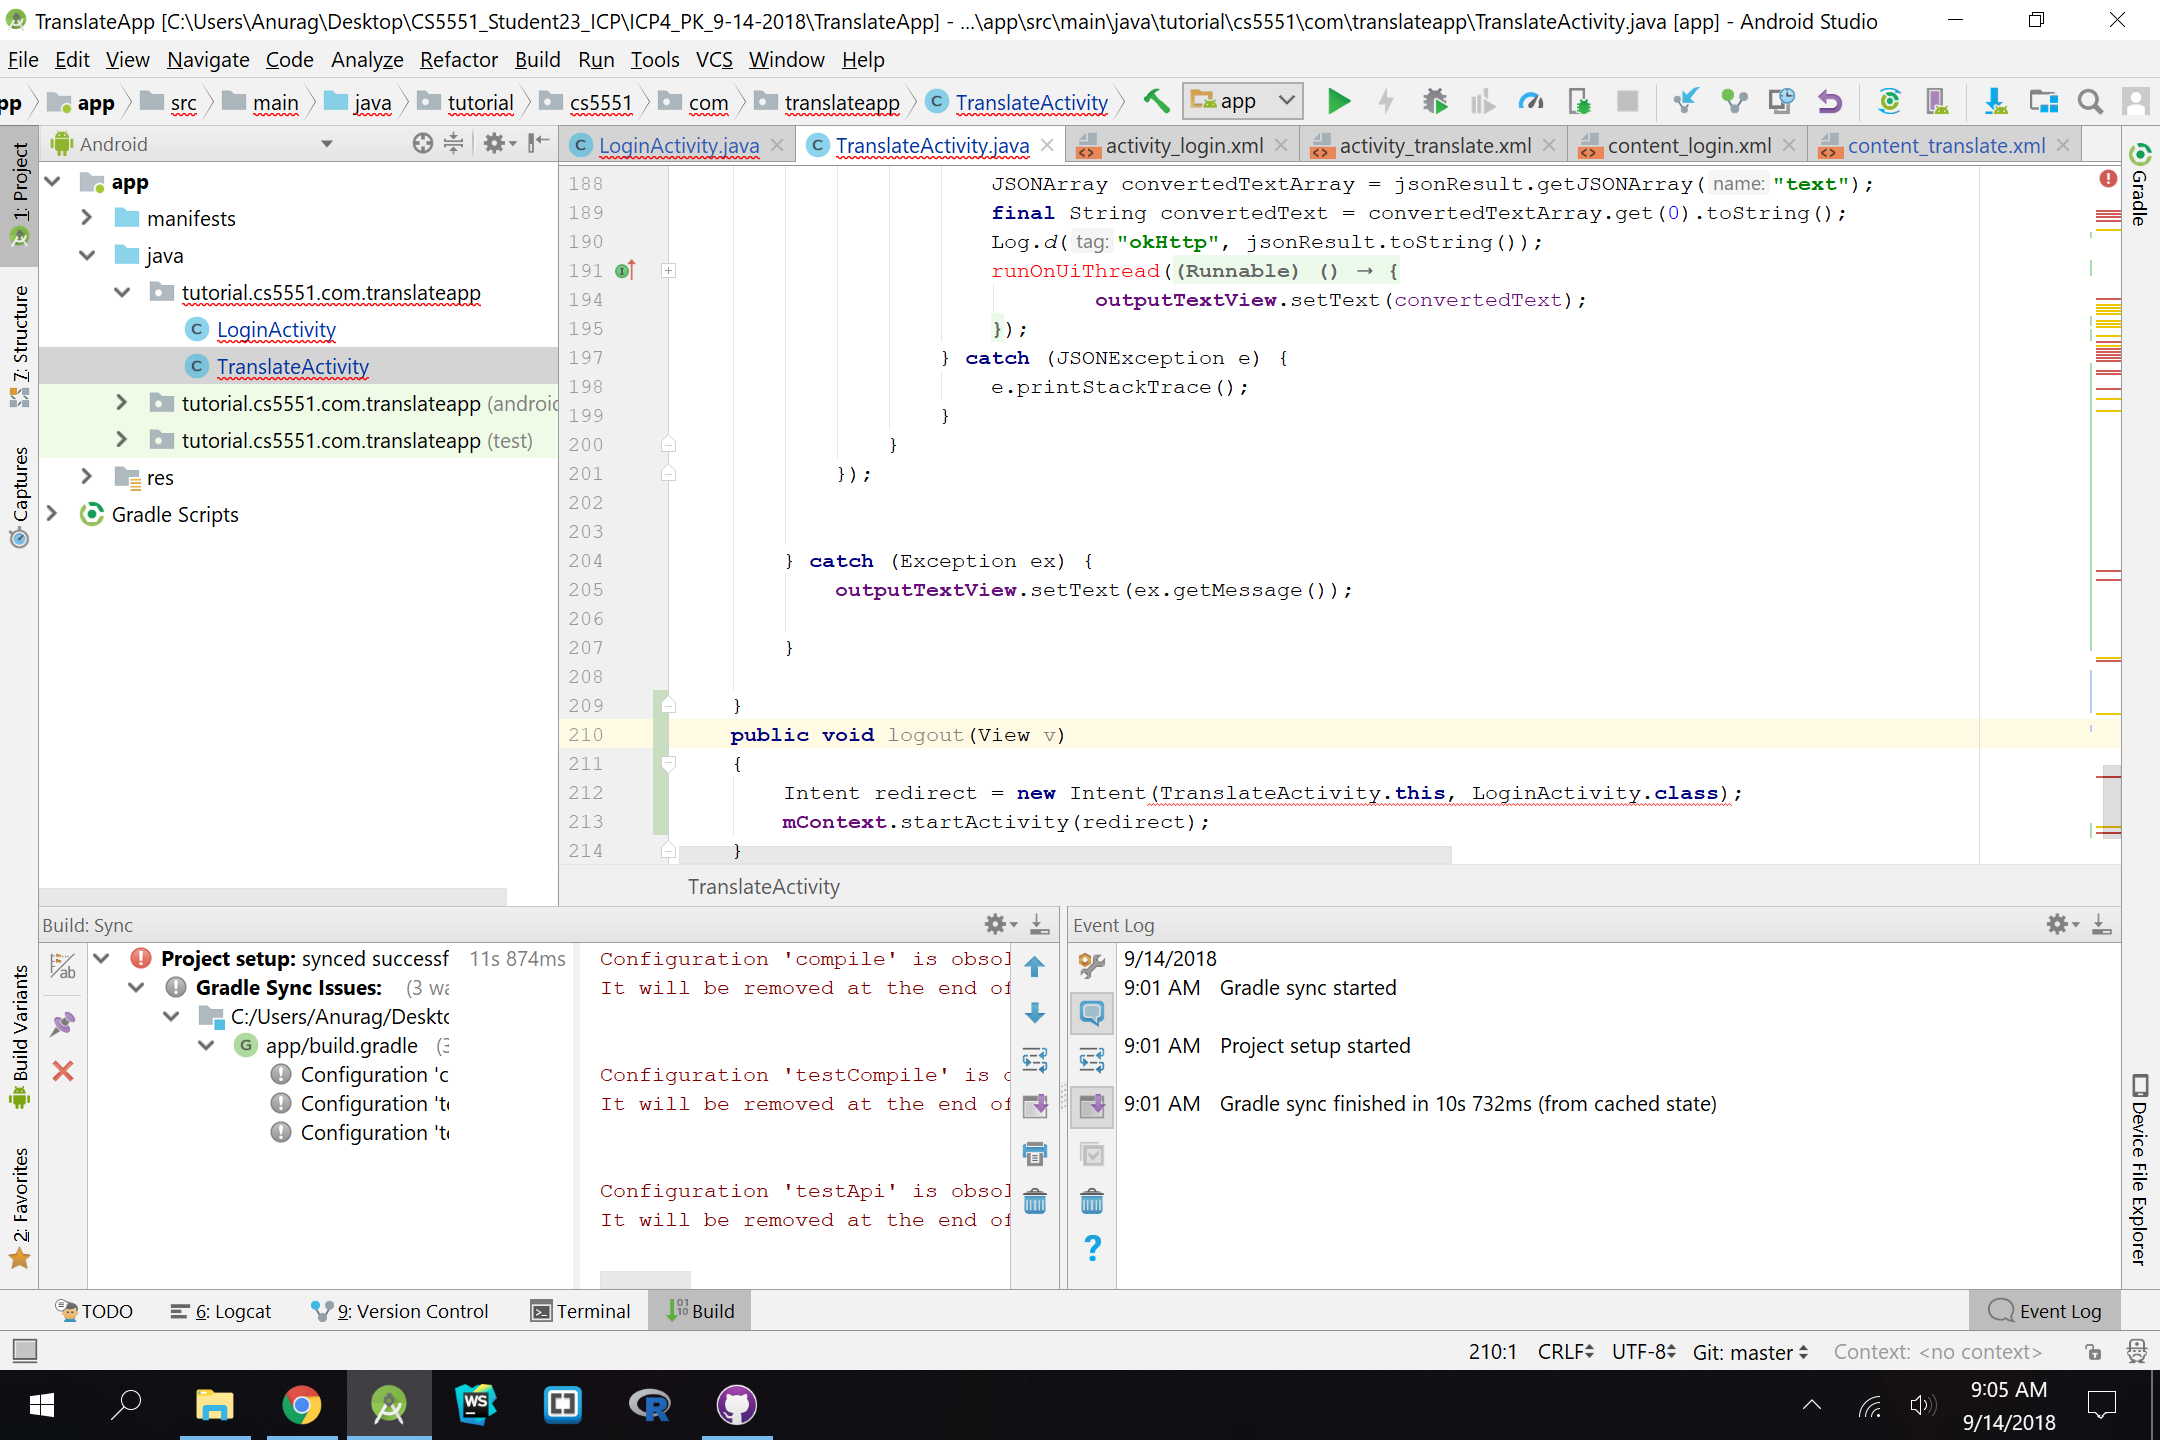 TranslateApp [C:\Users\Anurag\Desktop\CS5551_Student23_ICP\ICP4_PK_9-14-2018\TranslateApp] - ...\app\src\main\java\tutorial\cs5551\com\translateapp\TranslateActivity.java [app] - Android Studio
File Edit View Navigate Code Analyze Refactor Build Run Tools VCS Window Help
pp app src main java tutorial cs5551 com translateapp TranslateActivity app
Android
LoginActivity.java TranslateActivity.java activity_login.xml activity_translate.xml content_login.xml content_translate.xml
1: Project
7: Structure
Captures
Build Variants
2: Favorites
app
manifests
java
tutorial.cs5551.com.translateapp
LoginActivity
TranslateActivity
tutorial.cs5551.com.translateapp (androic
tutorial.cs5551.com.translateapp (test)
res
Gradle Scripts
188 JSONArray convertedTextArray = jsonResult.getJSONArray( name: "text");
189 final String convertedText = convertedTextArray.get(0).toString();
190 Log.d( tag: "okHttp", jsonResult.toString());
191 runOnUiThread((Runnable) () → {
194 outputTextView.setText(convertedText);
195 });
197 } catch (JSONException e) {
198 e.printStackTrace();
199 }
200 }
201 });
202
203
204 } catch (Exception ex) {
205 outputTextView.setText(ex.getMessage());
206
207 }
208
209 }
210 public void logout(View v)
211 {
212 Intent redirect = new Intent(TranslateActivity.this, LoginActivity.class);
213 mContext.startActivity(redirect);
214 }
TranslateActivity
Gradle
Device File Explorer
Build: Sync
Project setup: synced successf 11s 874ms
Gradle Sync Issues: (3 wa
C:/Users/Anurag/Deskto
app/build.gradle (3
Configuration 'c
Configuration 'te
Configuration 'te
Configuration 'compile' is obsol
It will be removed at the end of
Configuration 'testCompile' is o
It will be removed at the end of
Configuration 'testApi' is obsol
It will be removed at the end of
Event Log
9/14/2018
9:01 AM Gradle sync started
9:01 AM Project setup started
9:01 AM Gradle sync finished in 10s 732ms (from cached state)
TODO 6: Logcat 9: Version Control Terminal Build Event Log
210:1 CRLF UTF-8 Git: master Context: <no context>
WS
R
9:05 AM
9/14/2018